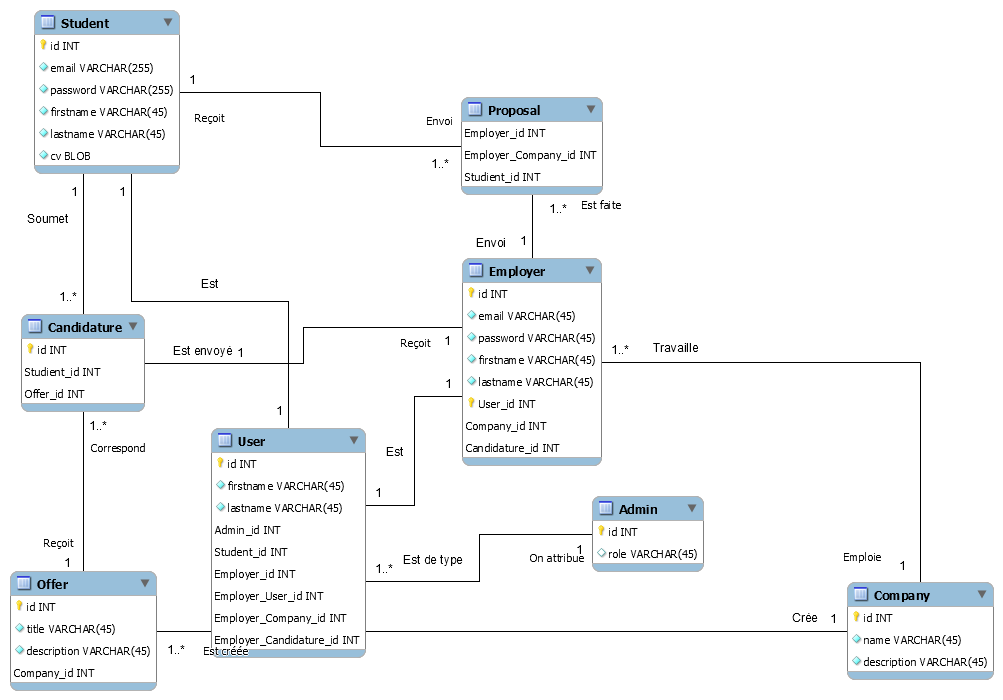 Student
id INT
email VARCHAR(255)
password VARCHAR(255)
firstname VARCHAR(45)
lastname VARCHAR(45)
cv BLOB
1
Reçoit
Envoi
1..*
Proposal
Employer_id INT
Employer_Company_id INT
Studient_id INT
1..*
Est faite
Envoi
1
1
Soumet
1..*
1
Est
1
Employer
id INT
email VARCHAR(45)
password VARCHAR(45)
firstname VARCHAR(45)
lastname VARCHAR(45)
User_id INT
Company_id INT
Candidature_id INT
1..*
Travaille
Candidature
id INT
Studient_id INT
Offer_id INT
Est envoyé
1
Reçoit
1
1
Est
1
1..*
Correspond
Reçoit
1
User
id INT
firstname VARCHAR(45)
lastname VARCHAR(45)
Admin_id INT
Student_id INT
Employer_id INT
Employer_User_id INT
Employer_Company_id INT
Employer_Candidature_id INT
1..*
Est de type
On attribue
1
Admin
id INT
role VARCHAR(45)
Emploie
1
Offer
id INT
title VARCHAR(45)
description VARCHAR(45)
Company_id INT
1..*
Est créée
Crée
1
Company
id INT
name VARCHAR(45)
description VARCHAR(45)